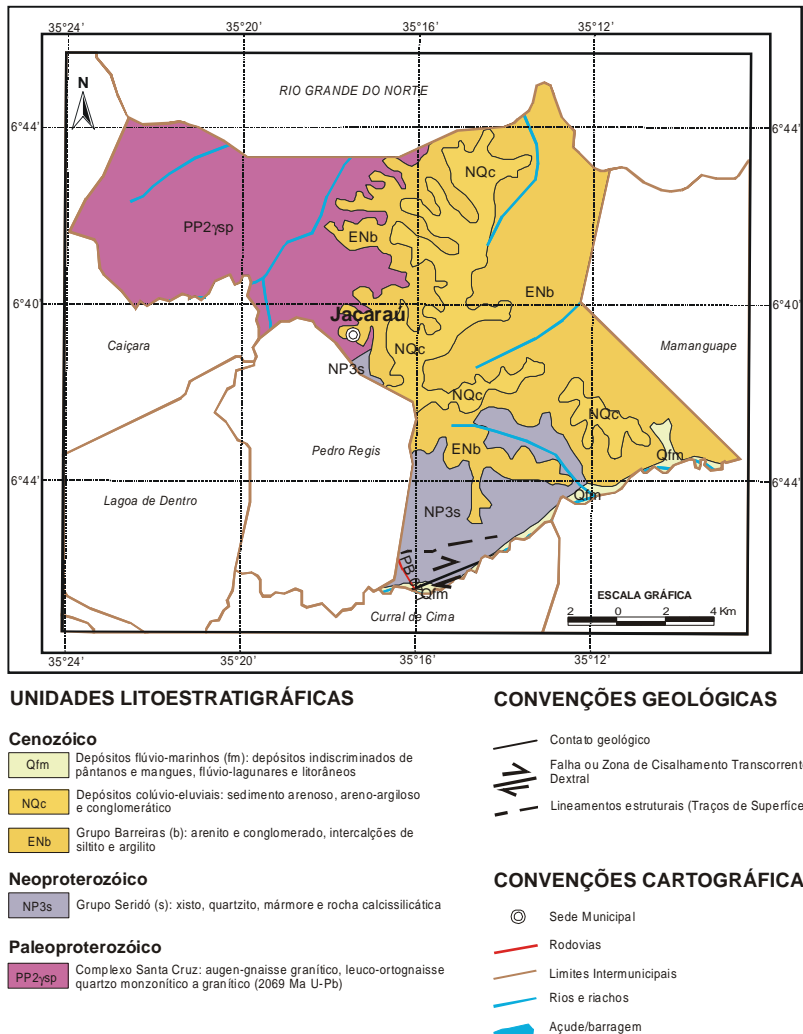 35°24' 35°20' 35°16' 35°12'
N
RIO GRANDE DO NORTE
6°44' 6°44'
NQc
PP2γsp
ENb
ENb
6°40' 6°40'
Jacaraú
Caiçara
NQc
Mamanguape
NP3s
NQc
NQc
Pedro Regis
ENb
Qfm
6°44' 6°44'
Lagoa de Dentro
Qfm
NP3s
ESCALA GRÁFICA
Qfm
2 0 2 4 Km
Curral de Cima
35°24' 35°20' 35°16' 35°12'
UNIDADES LITOESTRATIGRÁFICAS
Cenozóico
Qfm
Depósitos flúvio-marinhos (fm): depósitos indiscriminados de
pântanos e mangues, flúvio-lagunares e litorâneos
NQc
Depósitos colúvio-eluviais: sedimento arenoso, areno-argiloso
e conglomerático
ENb
Grupo Barreiras (b): arenito e conglomerado, intercalções de
siltito e argilito
Neoproterozóico
NP3s
Grupo Seridó (s): xisto, quartzito, mármore e rocha calcissilicática
Paleoproterozóico
PP2γsp
Complexo Santa Cruz: augen-gnaisse granítico, leuco-ortognaisse
quartzo monzonítico a granítico (2069 Ma U-Pb)
CONVENÇÕES GEOLÓGICAS
Contato geológico
Falha ou Zona de Cisalhamento Transcorrent
Dextral
Lineamentos estruturais (Traços de Superfíce
CONVENÇÕES CARTOGRÁFICA
Sede Municipal
Rodovias
Limites Intermunicipais
Rios e riachos
Açude/barragem